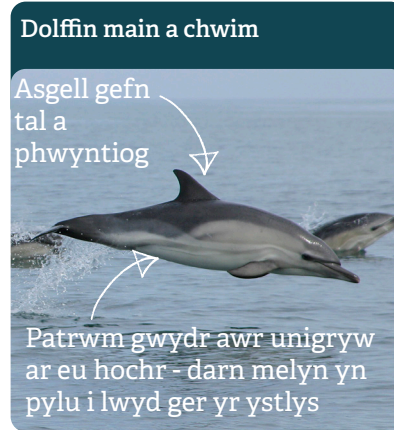 Dolffin main a chwim
Asgell gefn
tal a
phwyntiog
Patrwm gwydr awr unigryw
ar eu hochr - darn melyn yn
pylu i lwyd ger yr ystlys